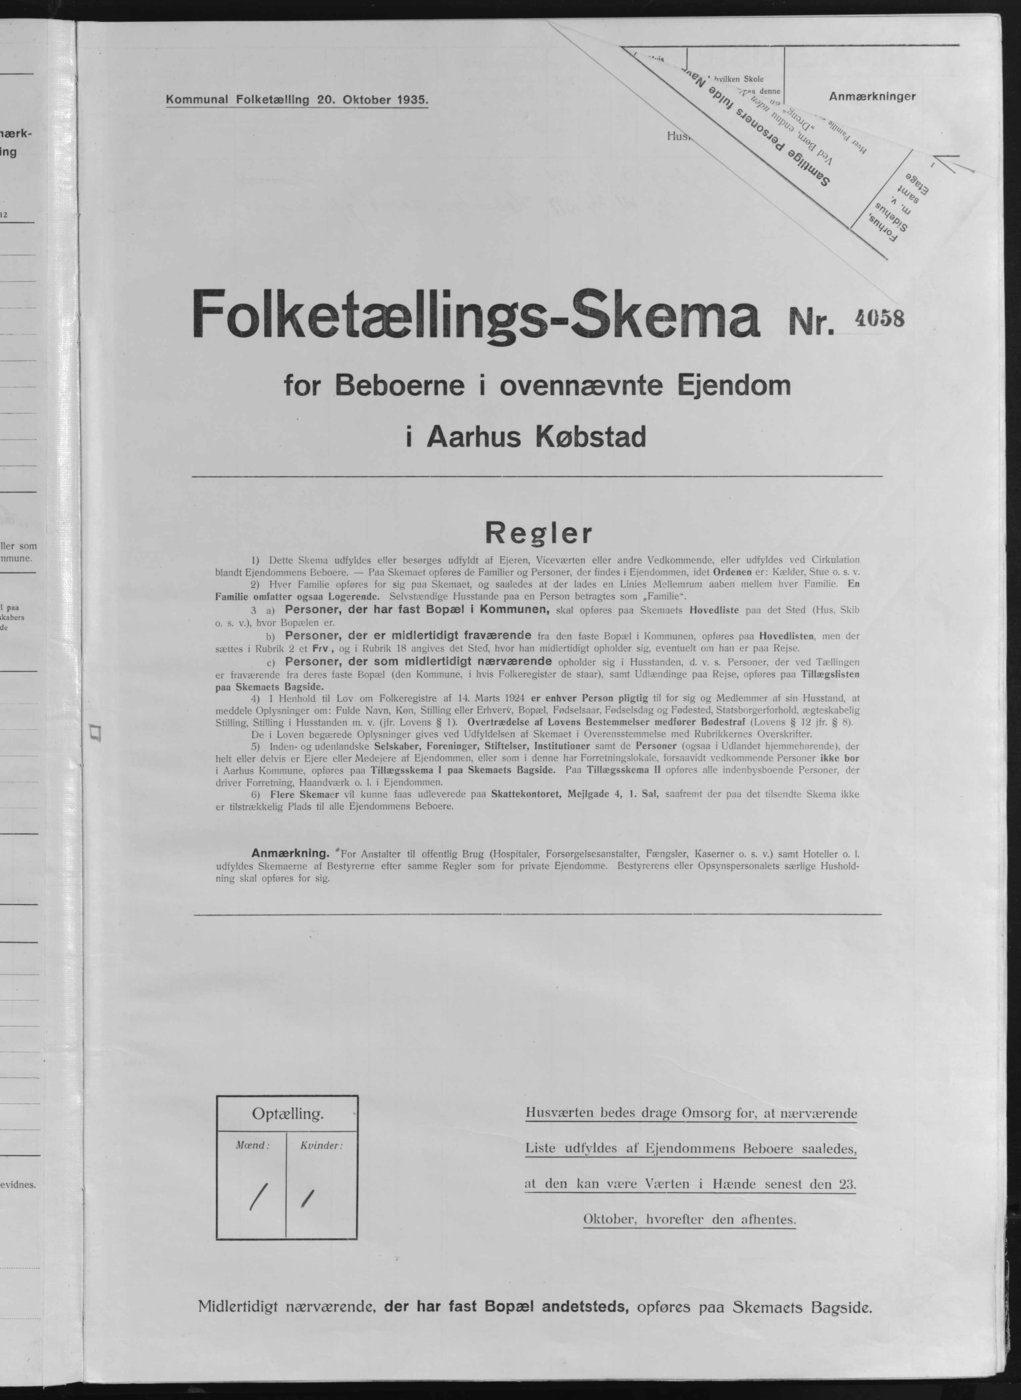 Kommunal Folketælling 20. Oktober 1935.
hvilken Skole
denne
Anmærkninger
Samtlige Personers fulde
Ved Børn, endnu uden
"Dreng"
Hver Familie
Forhus,
Sidehus
m. v.
samt
Etage
Folketællings-Skema Nr. 4058
for Beboerne i ovennævnte Ejendom
i Aarhus Købstad
Regler
1) Dette Skema udfyldes eller besørges udfyldt af Ejeren, Viceværten eller andre Vedkommende, eller udfyldes ved Cirkulation
blandt Ejendommens Beboere. — Paa Skemaet opføres de Familier og Personer, der findes i Ejendommen, idet Ordenen er: Kælder, Stue o. s. v.
2) Hver Familie opføres for sig paa Skemaet, og saaledes at der lades en Linies Mellemrum aaben mellem hver Familie. En
Familie omfatter ogsaa Logerende. Selvstændige Husstande paa en Person betragtes som „Familie“.
3 a) Personer, der har fast Bopæl i Kommunen, skal opføres paa Skemaets Hovedliste paa det Sted (Hus, Skib
o. s. v.), hvor Bopælen er.
b) Personer, der er midlertidigt fraværende fra den faste Bopæl i Kommunen, opføres paa Hovedlisten, men der
sættes i Rubrik 2 et Frv., og i Rubrik 18 angives det Sted, hvor han midlertidigt opholder sig, eventuelt om han er paa Rejse.
c) Personer, der som midlertidigt nærværende opholder sig i Husstanden, d. v. s. Personer, der ved Tællingen
er fraværende fra deres faste Bopæl (den Kommune, i hvis Folkeregister de staar), samt Udlændinge paa Rejse, opføres paa Tillægslisten
paa Skemaets Bagside.
4) I Henhold til Lov om Folkeregistre af 14. Marts 1924 er enhver Person pligtig til for sig og Medlemmer af sin Husstand, at
meddele Oplysninger om: Fulde Navn, Køn, Stilling eller Erhverv, Bopæl, Fødselsaar, Fødselsdag og Fødested, Statsborgerforhold, ægteskabelig
Stilling, Stilling i Husstanden m. v. (jfr. Lovens § 1). Overtrædelse af Lovens Bestemmelser medfører Bødestraf (Lovens § 12 jfr. § 8).
De i Loven begærede Oplysninger gives ved Udfyldelsen af Skemaet i Overensstemmelse med Rubrikkernes Overskrifter.
5) Inden- og udenlandske Selskaber, Foreninger, Stiftelser, Institutioner samt de Personer (ogsaa i Udlandet hjemmehørende), der
helt eller delvis er Ejere eller Medejere af Ejendommen, eller som i denne har Forretningslokale, forsaavidt vedkommende Personer ikke bor
i Aarhus Kommune, opføres paa Tillægsskema I paa Skemaets Bagside. Paa Tillægsskema II opføres alle indenbysboende Personer, der
driver Forretning, Haandværk o. l. i Ejendommen.
6) Flere Skemaer vil kunne faas udleverede paa Skattekontoret, Mejlgade 4, 1. Sal, saafremt der paa det tilsendte Skema ikke
er tilstrækkelig Plads til alle Ejendommens Beboere.
Anmærkning. For Anstalter til offentlig Brug (Hospitaler, Forsørgelsesanstalter, Fængsler, Kaserner o. s. v.) samt Hoteller o. l.
udfyldes Skemaerne af Bestyrerne efter samme Regler som for private Ejendomme. Bestyrerens eller Opsynspersonalets særlige Hushold-
ning skal opføres for sig.
Optælling.
Mænd: Kvinder:
1 1
Husværten bedes drage Omsorg for, at nærværende
Liste udfyldes af Ejendommens Beboere saaledes,
at den kan være Værten i Hænde senest den 23.
Oktober, hvorefter den afhentes.
Midlertidigt nærværende, der har fast Bopæl andetsteds, opføres paa Skemaets Bagside.